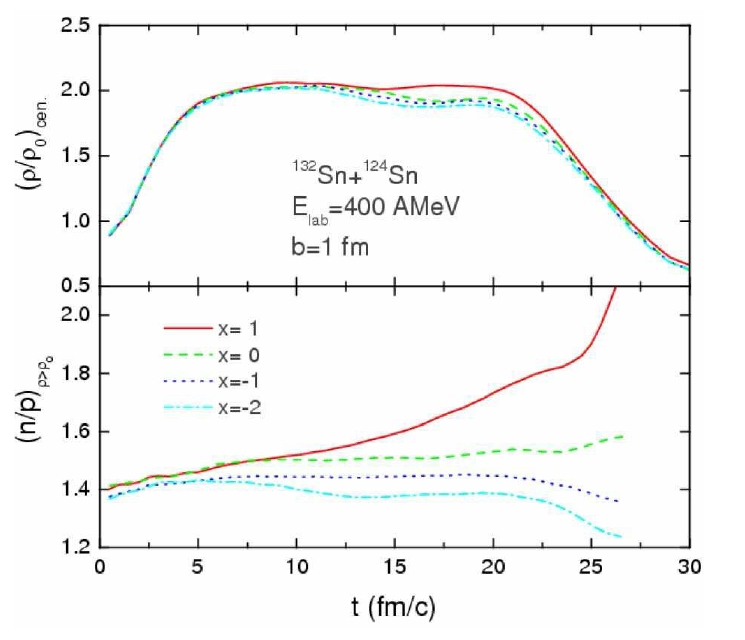 2.5
2.0
1.5
1.0
0.5
(ρ/ρ₀)cen.
¹³²Sn+¹²⁴Sn
Elab=400 AMeV
b=1 fm
2.0
1.8
1.6
1.4
1.2
(n/p)ρ>ρ₀
x= 1
x= 0
x=-1
x=-2
0 5 10 15 20 25 30
t (fm/c)